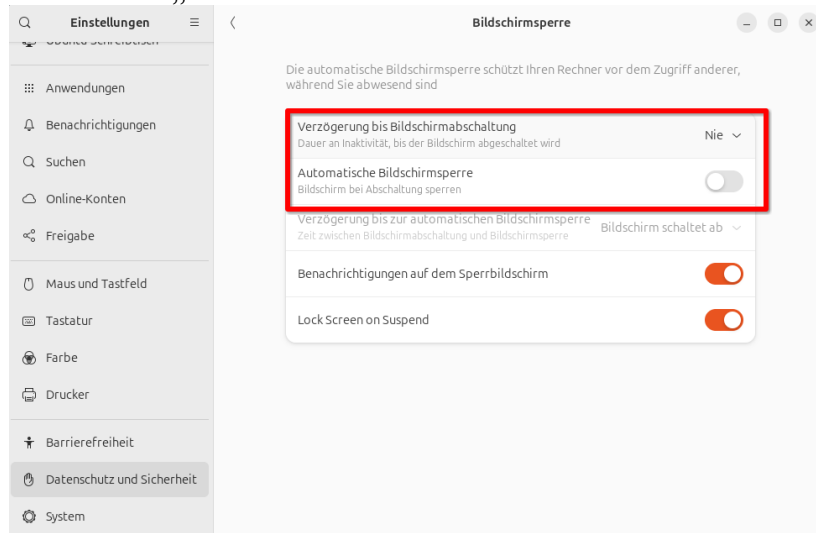 Einstellungen
Bildschirmsperre
Ubuntu-Schreibtisch
Anwendungen
Benachrichtigungen
Suchen
Online-Konten
Freigabe
Maus und Tastfeld
Tastatur
Farbe
Drucker
Barrierefreiheit
Datenschutz und Sicherheit
System
Die automatische Bildschirmsperre schützt Ihren Rechner vor dem Zugriff anderer,
während Sie abwesend sind
Verzögerung bis Bildschirmabschaltung
Dauer an Inaktivität, bis der Bildschirm abgeschaltet wird
Nie
Automatische Bildschirmsperre
Bildschirm bei Abschaltung sperren
Verzögerung bis zur automatischen Bildschirmsperre
Zeit zwischen Bildschirmabschaltung und Bildschirmsperre
Bildschirm schaltet ab
Benachrichtigungen auf dem Sperrbildschirm
Lock Screen on Suspend